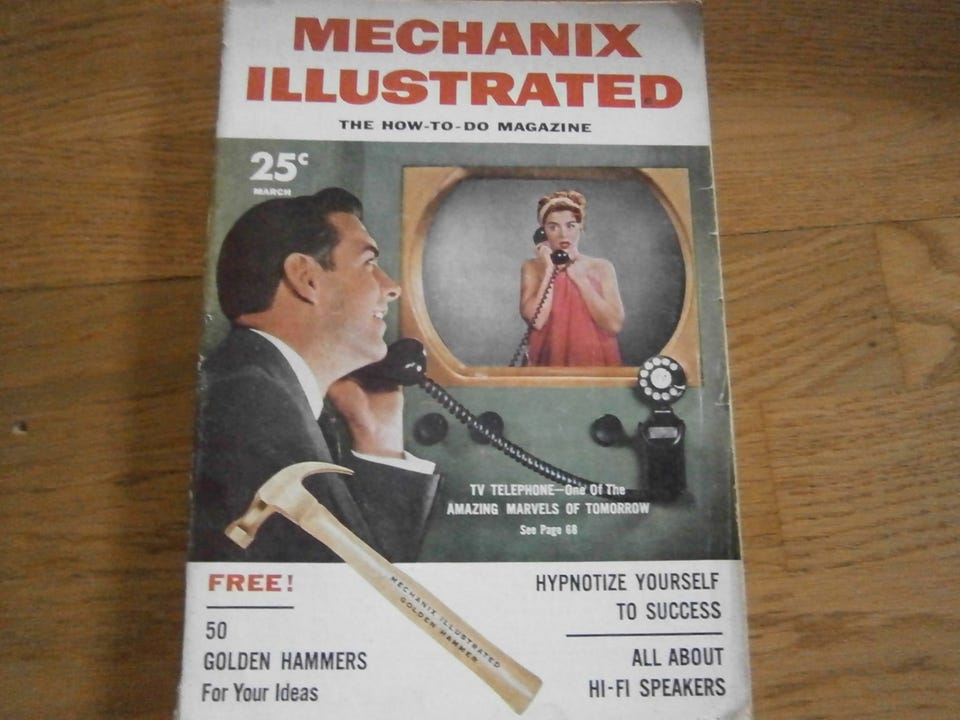 MECHANIX
ILLUSTRATED
THE HOW-TO-DO MAGAZINE
25c
MARCH
TV TELEPHONE—One Of The
AMAZING MARVELS OF TOMORROW
See Page 68
MECHANIX ILLUSTRATED
GOLDEN HAMMER
FREE!
50
GOLDEN HAMMERS
For Your Ideas
HYPNOTIZE YOURSELF
TO SUCCESS
ALL ABOUT
HI-FI SPEAKERS